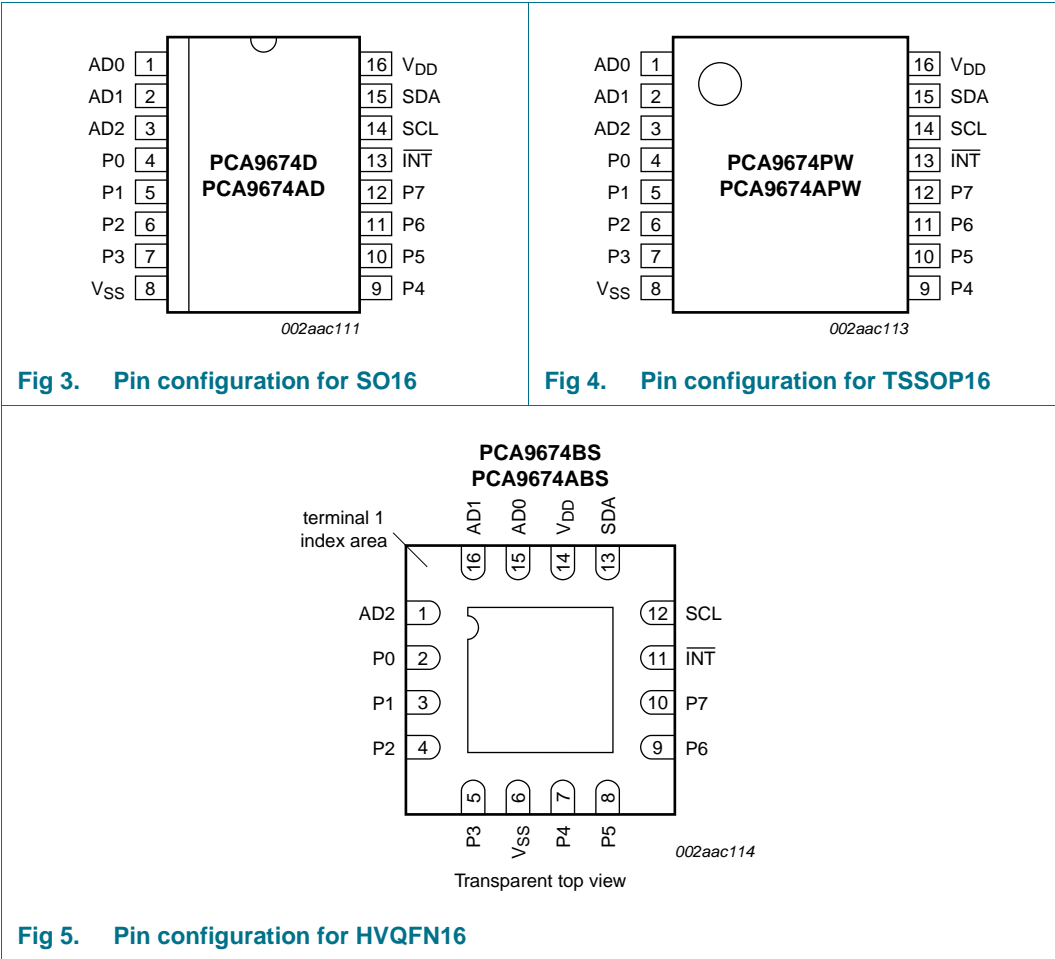 AD0 1
AD1 2
AD2 3
P0 4
P1 5
P2 6
P3 7
VSS 8
PCA9674D
PCA9674AD
16 VDD
15 SDA
14 SCL
13 INT
12 P7
11 P6
10 P5
9 P4
002aac111
Fig 3. Pin configuration for SO16
AD0 1
AD1 2
AD2 3
P0 4
P1 5
P2 6
P3 7
VSS 8
PCA9674PW
PCA9674APW
16 VDD
15 SDA
14 SCL
13 INT
12 P7
11 P6
10 P5
9 P4
002aac113
Fig 4. Pin configuration for TSSOP16
PCA9674BS
PCA9674ABS
terminal 1
index area
AD1 AD0 VDD SDA
16 15 14 13
AD2 1
P0 2
P1 3
P2 4
12 SCL
11 INT
10 P7
9 P6
5 6 7 8
P3 VSS P4 P5
002aac114
Transparent top view
Fig 5. Pin configuration for HVQFN16